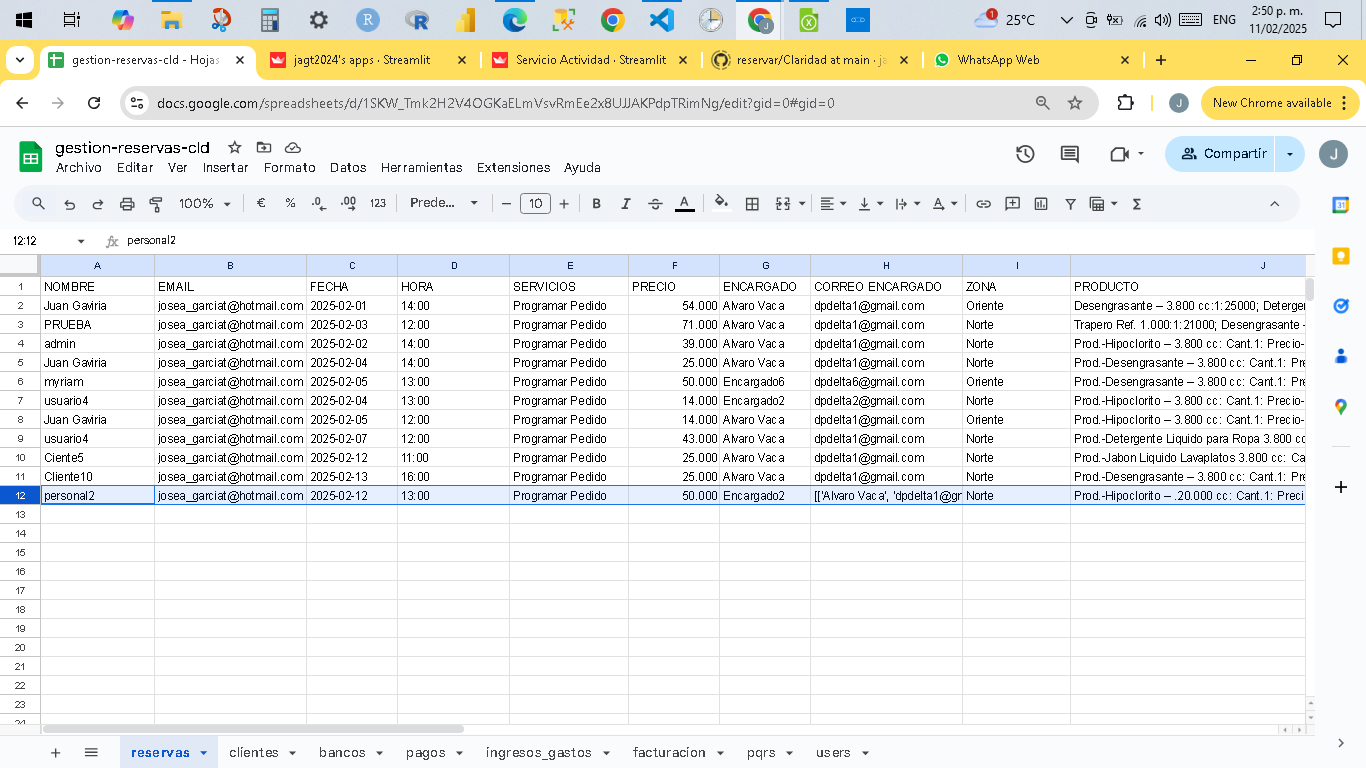 25°C
ENG
2:50 p. m.
11/02/2025
gestion-reservas-cld - Hojas
jagt2024's apps · Streamlit
Servicio Actividad · Streamlit
reservar/Claridad at main · ja
WhatsApp Web
docs.google.com/spreadsheets/d/1SKW_Tmk2H2V4OGKaELmVsvRmEe2x8UJJAKPdpTRimNg/edit?gid=0#gid=0
New Chrome available
gestion-reservas-cld
Archivo Editar Ver Insertar Formato Datos Herramientas Extensiones Ayuda
Compartir
J
100% € % .0 .00 123 Prede... 10
12:12 fx personal2
A B C D E F G H I J
1 NOMBRE EMAIL FECHA HORA SERVICIOS PRECIO ENCARGADO CORREO ENCARGADO ZONA PRODUCTO
2 Juan Gaviria josea_garciat@hotmail.com 2025-02-01 14:00 Programar Pedido 54.000 Alvaro Vaca dpdelta1@gmail.com Oriente Desengrasante – 3.800 cc:1:25000; Deterge
3 PRUEBA josea_garciat@hotmail.com 2025-02-03 12:00 Programar Pedido 71.000 Alvaro Vaca dpdelta1@gmail.com Norte Trapero Ref. 1.000:1:21000; Desengrasante -
4 admin josea_garciat@hotmail.com 2025-02-02 14:00 Programar Pedido 39.000 Alvaro Vaca dpdelta1@gmail.com Norte Prod.-Hipoclorito – 3.800 cc: Cant.1: Precio-
5 Juan Gaviria josea_garciat@hotmail.com 2025-02-04 14:00 Programar Pedido 25.000 Alvaro Vaca dpdelta1@gmail.com Norte Prod.-Desengrasante – 3.800 cc: Cant.1: Pre
6 myriam josea_garciat@hotmail.com 2025-02-05 13:00 Programar Pedido 50.000 Encargado6 dpdelta6@gmail.com Oriente Prod.-Desengrasante – 3.800 cc: Cant.1: Pre
7 usuario4 josea_garciat@hotmail.com 2025-02-04 13:00 Programar Pedido 14.000 Encargado2 dpdelta2@gmail.com Norte Prod.-Hipoclorito – 3.800 cc: Cant.1: Precio-
8 Juan Gaviria josea_garciat@hotmail.com 2025-02-05 12:00 Programar Pedido 14.000 Alvaro Vaca dpdelta1@gmail.com Oriente Prod.-Hipoclorito – 3.800 cc: Cant.1: Precio-
9 usuario4 josea_garciat@hotmail.com 2025-02-07 12:00 Programar Pedido 43.000 Alvaro Vaca dpdelta1@gmail.com Norte Prod.-Detergente Liquido para Ropa 3.800 cc
10 Ciente5 josea_garciat@hotmail.com 2025-02-12 11:00 Programar Pedido 25.000 Alvaro Vaca dpdelta1@gmail.com Norte Prod.-Jabon Liquido Lavaplatos 3.800 cc: Ca
11 Cliente10 josea_garciat@hotmail.com 2025-02-13 16:00 Programar Pedido 25.000 Alvaro Vaca dpdelta1@gmail.com Norte Prod.-Desengrasante – 3.800 cc: Cant.1: Pre
12 personal2 josea_garciat@hotmail.com 2025-02-12 13:00 Programar Pedido 50.000 Encargado2 [['Alvaro Vaca', 'dpdelta1@gr Norte Prod.-Hipoclorito – .20.000 cc: Cant.1: Preci
13
14
15
16
17
18
19
20
21
22
23
24
reservas clientes bancos pagos ingresos_gastos facturacion pqrs users